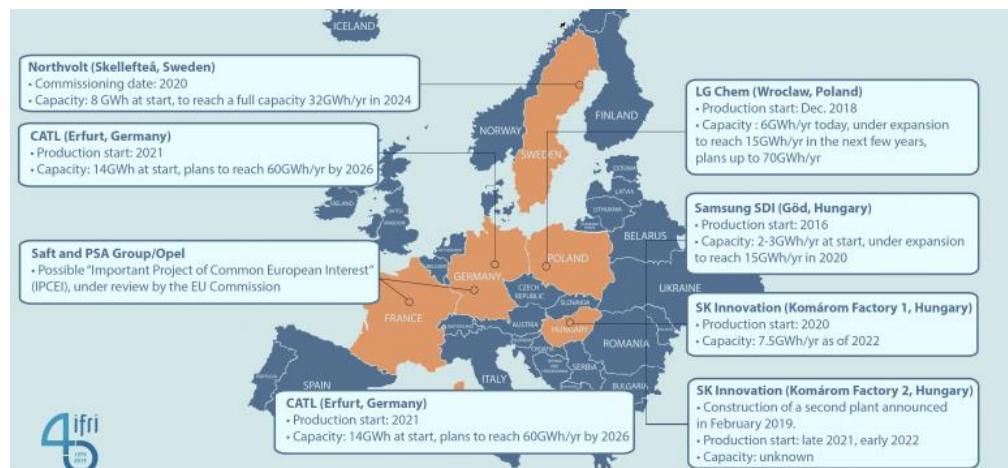 ICELAND
Northvolt (Skellefteå, Sweden)
• Commissioning date: 2020
• Capacity: 8 GWh at start, to reach a full capacity 32GWh/yr in 2024
CATL (Erfurt, Germany)
• Production start: 2021
• Capacity: 14GWh at start, plans to reach 60GWh/yr by 2026
Saft and PSA Group/Opel
• Possible “Important Project of Common European Interest”
(IPCEI), under review by the EU Commission
LG Chem (Wroclaw, Poland)
• Production start: Dec. 2018
• Capacity : 6GWh/yr today, under expansion
to reach 15GWh/yr in the next few years,
plans up to 70GWh/yr
Samsung SDI (Göd, Hungary)
• Production start: 2016
• Capacity: 2-3GWh/yr at start, under expansion
to reach 15GWh/yr in 2020
SK Innovation (Komárom Factory 1, Hungary)
• Production start: 2020
• Capacity: 7.5GWh/yr as of 2022
SK Innovation (Komárom Factory 2, Hungary)
• Construction of a second plant announced
in February 2019.
• Production start: late 2021, early 2022
• Capacity: unknown
CATL (Erfurt, Germany)
• Production start: 2021
• Capacity: 14GWh at start, plans to reach 60GWh/yr by 2026
NORWAY
SWEDEN
FINLAND
ESTONIA
LATVIA
LITHUANIA
BELARUS
IRELAND
UNITED
KINGDOM
GERMANY
POLAND
CZECH
REPUBLIC
SLOVAKIA
UKRAINE
FRANCE
AUSTRIA
HUNGARY
ROMANIA
CROATIA
SERBIA
BULGARIA
ITALY
SPAIN
PORTUGAL
ifri